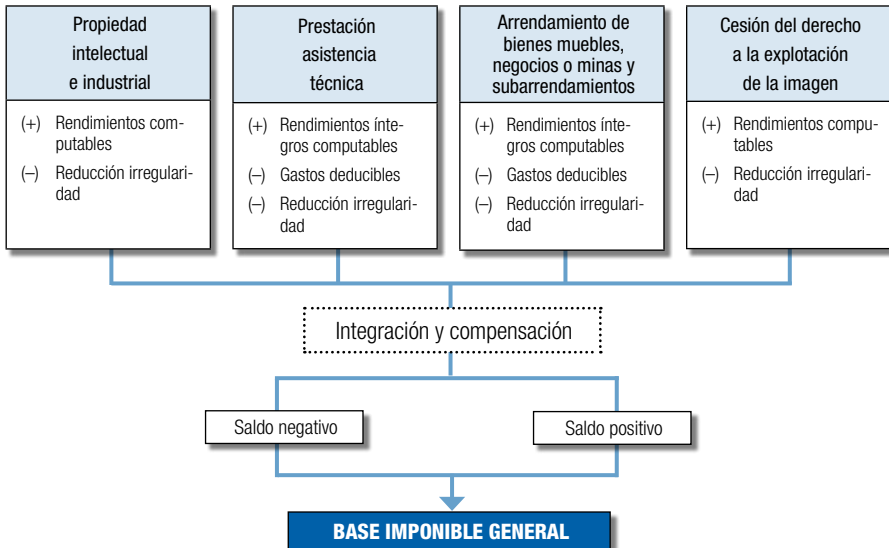 Propiedad
intelectual
e industrial
(+) Rendimientos com-
putables
(–) Reducción irregulari-
dad
Prestación
asistencia
técnica
(+) Rendimientos ínte-
gros computables
(–) Gastos deducibles
(–) Reducción irregulari-
dad
Arrendamiento de
bienes muebles,
negocios o minas y
subarrendamientos
(+) Rendimientos ínte-
gros computables
(–) Gastos deducibles
(–) Reducción irregulari-
dad
Cesión del derecho
a la explotación
de la imagen
(+) Rendimientos compu-
tables
(–) Reducción irregulari-
dad
Integración y compensación
Saldo negativo
Saldo positivo
BASE IMPONIBLE GENERAL